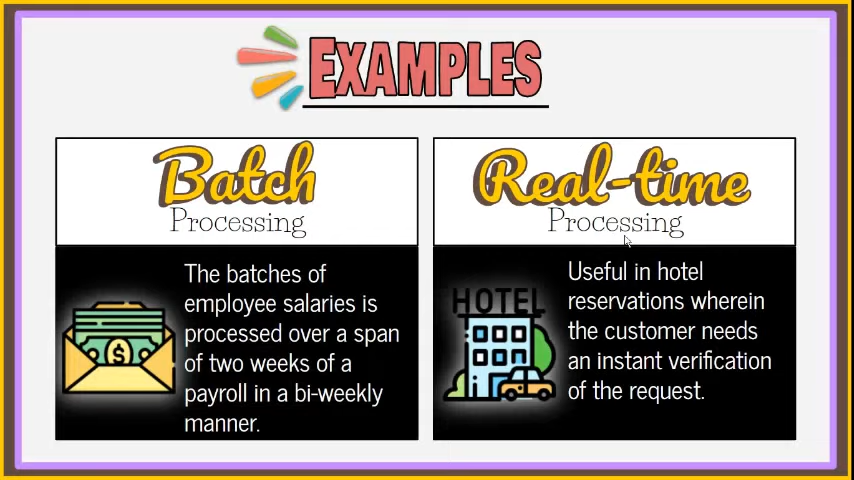 EXAMPLES
Batch
Processing
The batches of
employee salaries is
processed over a span
of two weeks of a
payroll in a bi-weekly
manner.
Real-time
Processing
HOTEL
Useful in hotel
reservations wherein
the customer needs
an instant verification
of the request.